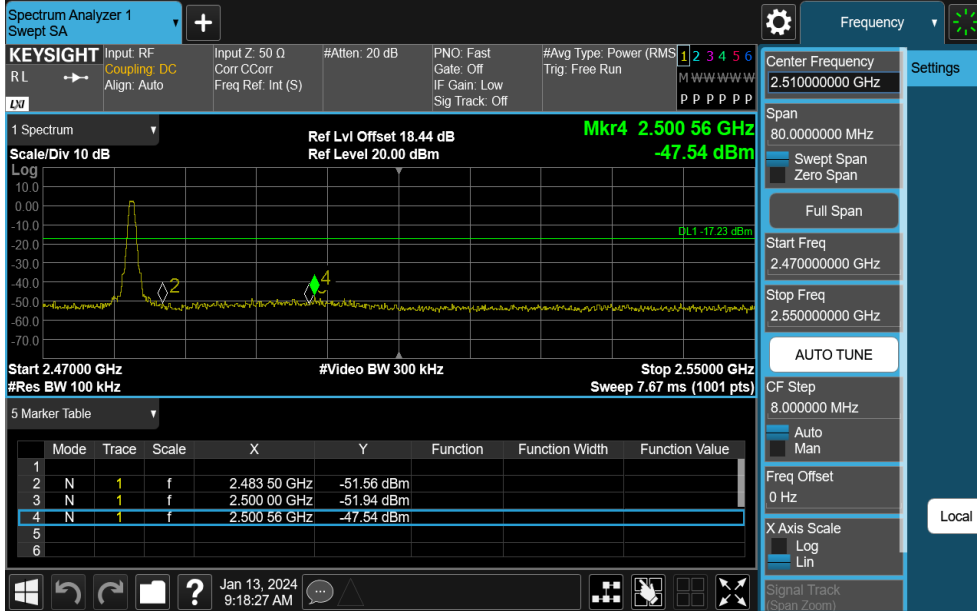 Spectrum Analyzer 1
Swept SA
+
Frequency
KEYSIGHT
RL
LXI
Input: RF
Coupling: DC
Align: Auto
Input Z: 50 Ω
Corr CCorr
Freq Ref: Int (S)
#Atten: 20 dB
PNO: Fast
Gate: Off
IF Gain: Low
Sig Track: Off
#Avg Type: Power (RMS
Trig: Free Run
1 2 3 4 5 6
M W W W W W
P P P P P P
1 Spectrum
Scale/Div 10 dB
Ref Lvl Offset 18.44 dB
Ref Level 20.00 dBm
Mkr4 2.500 56 GHz
-47.54 dBm
Log
10.0
0.00
-10.0
-20.0
-30.0
-40.0
-50.0
-60.0
-70.0
DL1 -17.23 dBm
2
4
Start 2.47000 GHz
#Res BW 100 kHz
#Video BW 300 kHz
Stop 2.55000 GHz
Sweep 7.67 ms (1001 pts)
5 Marker Table
Mode Trace Scale X Y Function Function Width Function Value
1
2 N 1 f 2.483 50 GHz -51.56 dBm
3 N 1 f 2.500 00 GHz -51.94 dBm
4 N 1 f 2.500 56 GHz -47.54 dBm
5
6
?
Jan 13, 2024
9:18:27 AM
Center Frequency
2.510000000 GHz
Span
80.0000000 MHz
Swept Span
Zero Span
Full Span
Start Freq
2.470000000 GHz
Stop Freq
2.550000000 GHz
AUTO TUNE
CF Step
8.000000 MHz
Auto
Man
Freq Offset
0 Hz
X Axis Scale
Log
Lin
Signal Track
(Span Zoom)
Settings
Local